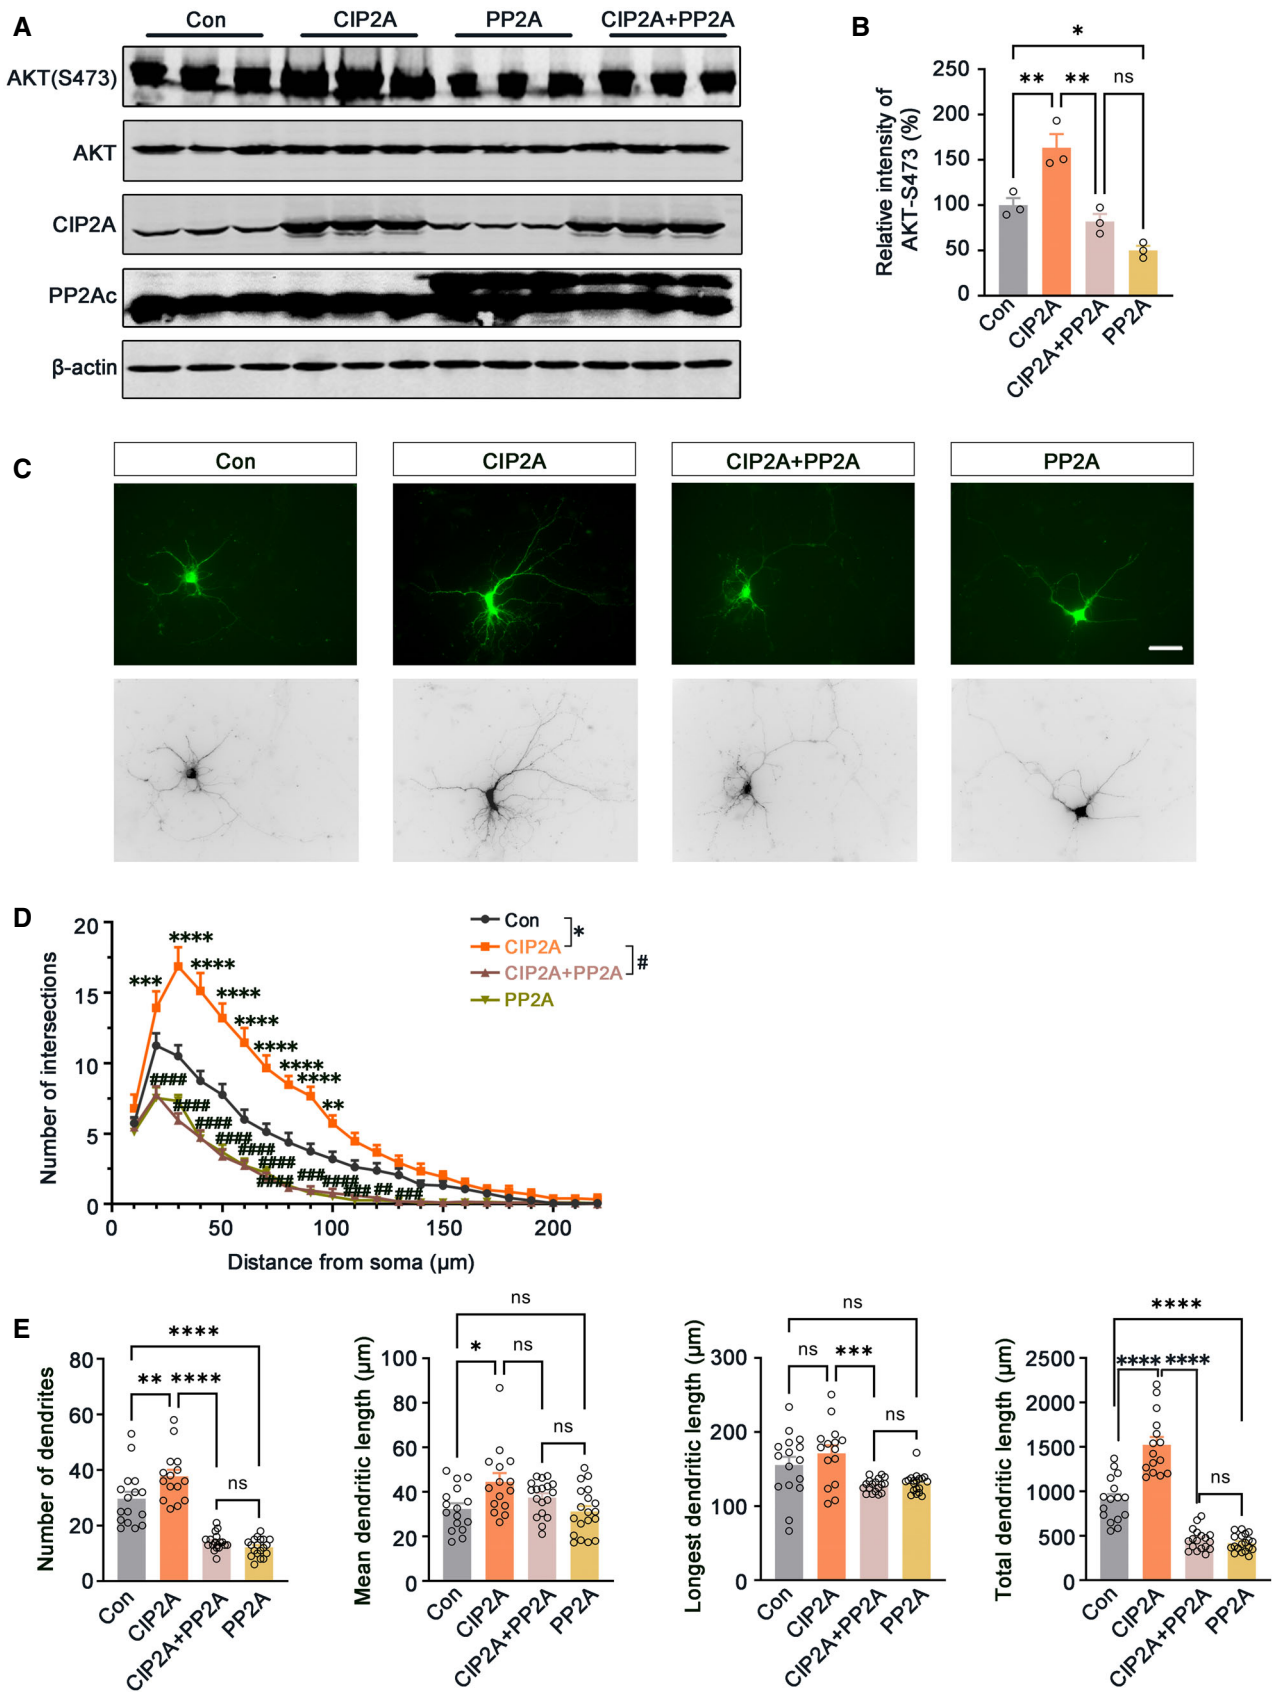 A
Con CIP2A PP2A CIP2A+PP2A
AKT(S473)
AKT
CIP2A
PP2Ac
β-actin
B
*
** ** ns
Relative intensity of
AKT-S473 (%)
250
200
150
100
50
0
Con CIP2A CIP2A+PP2A PP2A
C
Con CIP2A CIP2A+PP2A PP2A
D
Number of intersections
20
15
10
5
0
0 50 100 150 200
Distance from soma (μm)
Con
CIP2A
CIP2A+PP2A
PP2A
*
#
***
****
****
****
****
****
****
****
**
####
####
####
####
####
####
####
###
####
###
##
###
E
Number of dendrites
80
60
40
20
0
****
** ****
ns
Con CIP2A CIP2A+PP2A PP2A
Mean dendritic length (μm)
100
80
60
40
20
0
ns
* ns
ns
Con CIP2A CIP2A+PP2A PP2A
Longest dendritic length (μm)
300
200
100
0
ns
ns ***
ns
Con CIP2A CIP2A+PP2A PP2A
Total dendritic length (μm)
2500
2000
1500
1000
500
0
****
**** ****
ns
Con CIP2A CIP2A+PP2A PP2A